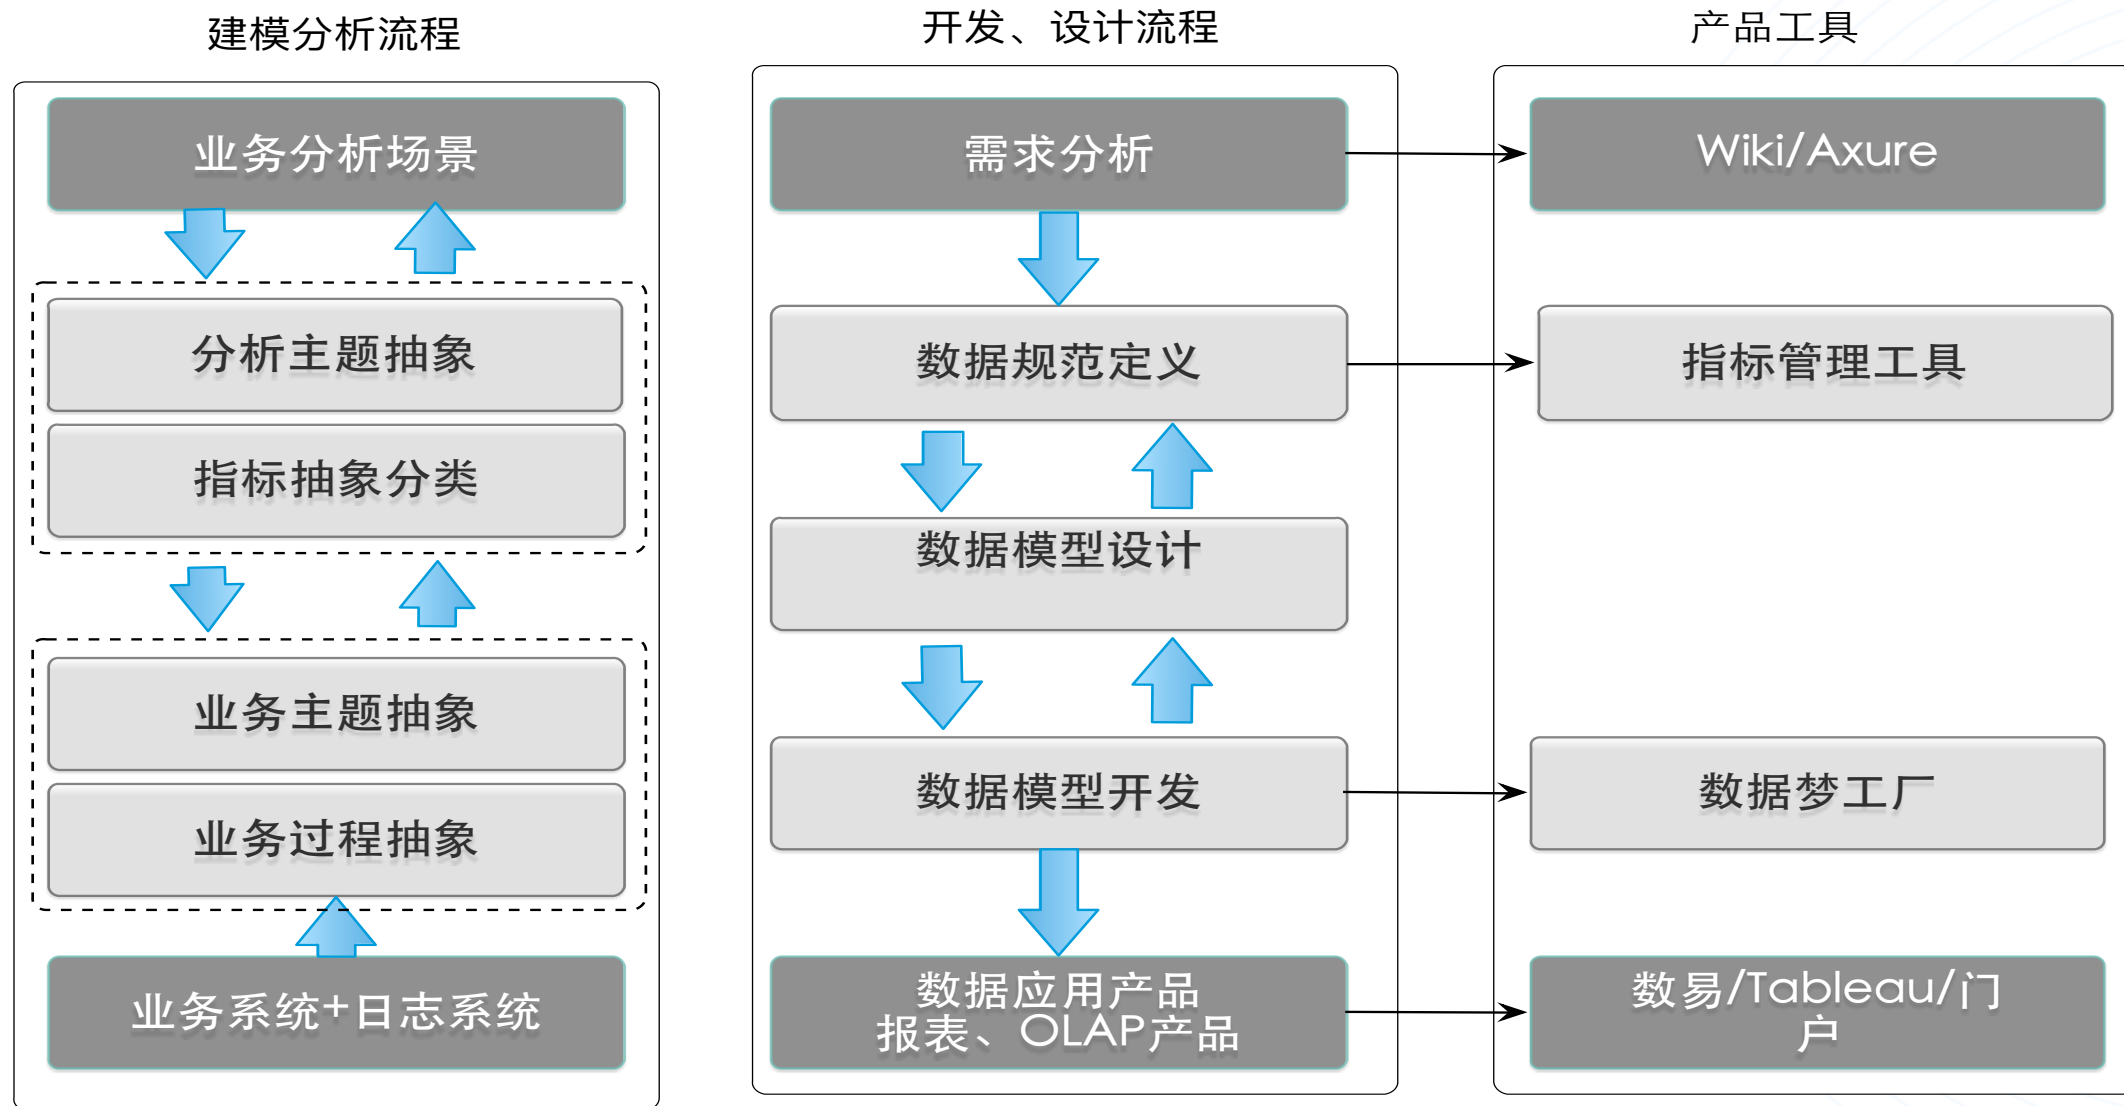 建模分析流程
业务分析场景
分析主题抽象
指标抽象分类
业务主题抽象
业务过程抽象
业务系统+日志系统
开发、设计流程
需求分析
数据规范定义
数据模型设计
数据模型开发
数据应用产品
报表、OLAP产品
产品工具
Wiki/Axure
指标管理工具
数据梦工厂
数易/Tableau/门
户